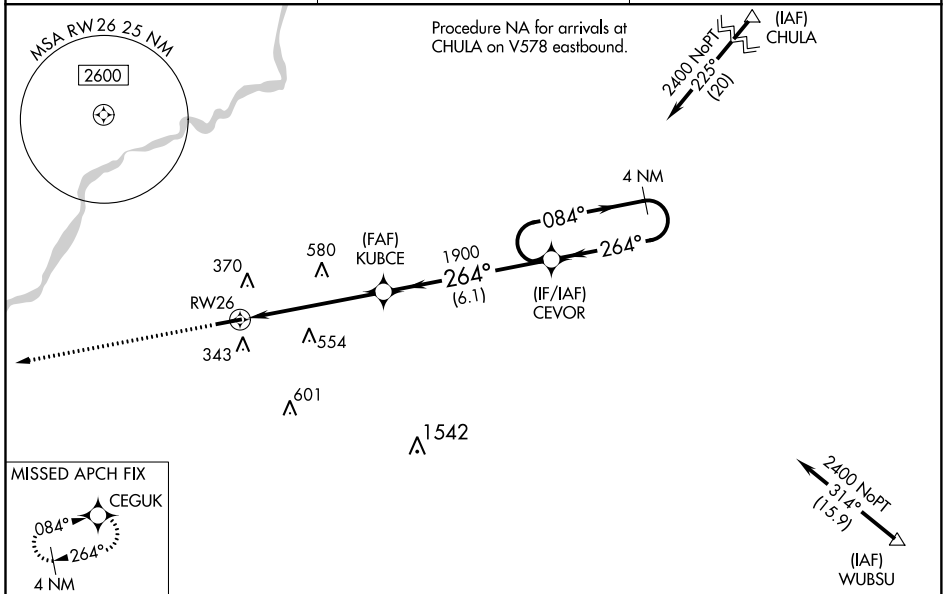 MSA RW26 25 NM
2600
Procedure NA for arrivals at
CHULA on V578 eastbound.
(IAF)
CHULA
2400 NoPT
225°
(20)
4 NM
084°
264°
(IF/IAF)
CEVOR
1900
264°
(6.1)
(FAF)
KUBCE
580
370
RW26
343
554
601
1542
MISSED APCH FIX
CEGUK
084°
264°
4 NM
2400 NoPT
314°
(15.9)
(IAF)
WUBSU